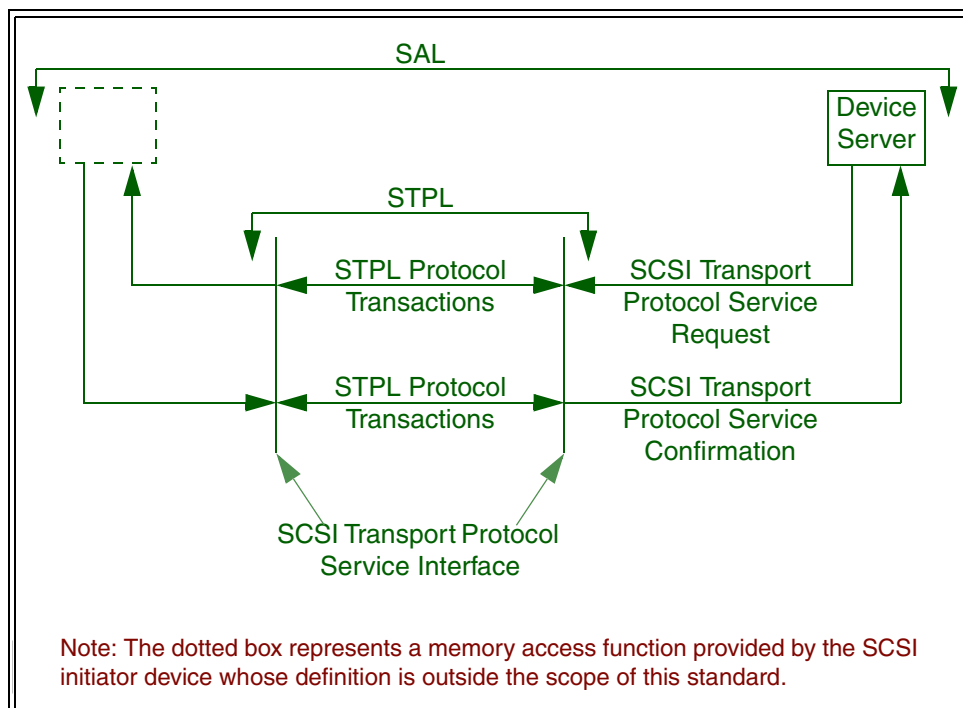 SAL
Device
Server
STPL
STPL Protocol
Transactions
SCSI Transport
Protocol Service
Request
STPL Protocol
Transactions
SCSI Transport
Protocol Service
Confirmation
SCSI Transport Protocol
Service Interface
Note: The dotted box represents a memory access function provided by the SCSI
initiator device whose definition is outside the scope of this standard.